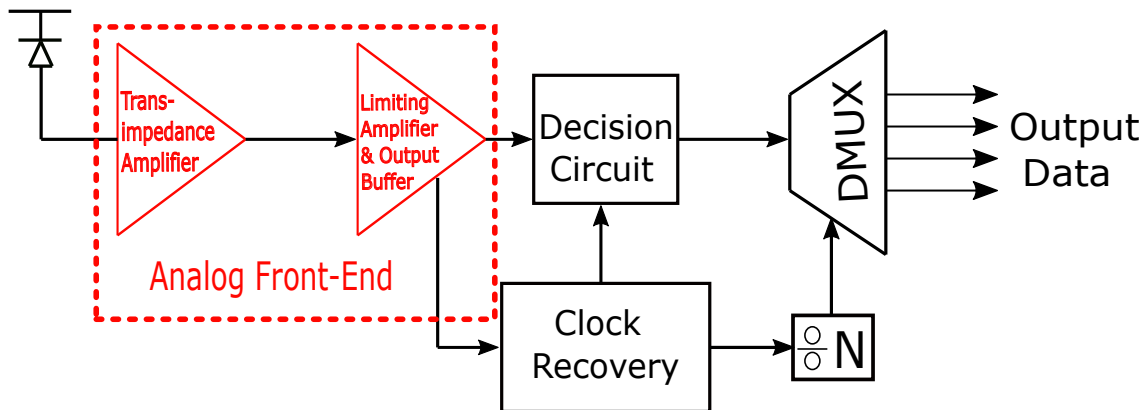 Trans-
impedance
Amplifier
Limiting
Amplifier
& Output
Buffer
Analog Front-End
Decision
Circuit
Clock
Recovery
÷ N
DMUX
Output
Data